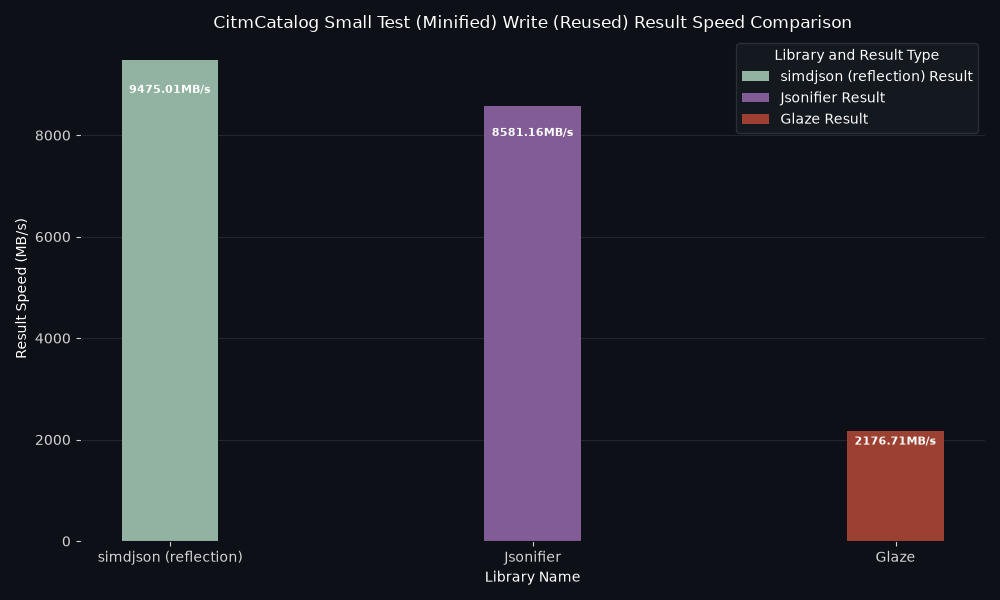 CitmCatalog Small Test (Minified) Write (Reused) Result Speed Comparison
Library and Result Type
simdjson (reflection) Result
Jsonifier Result
Glaze Result
9475.01MB/s
8581.16MB/s
2176.71MB/s
Result Speed (MB/s)
8000
6000
4000
2000
0
simdjson (reflection)
Jsonifier
Glaze
Library Name